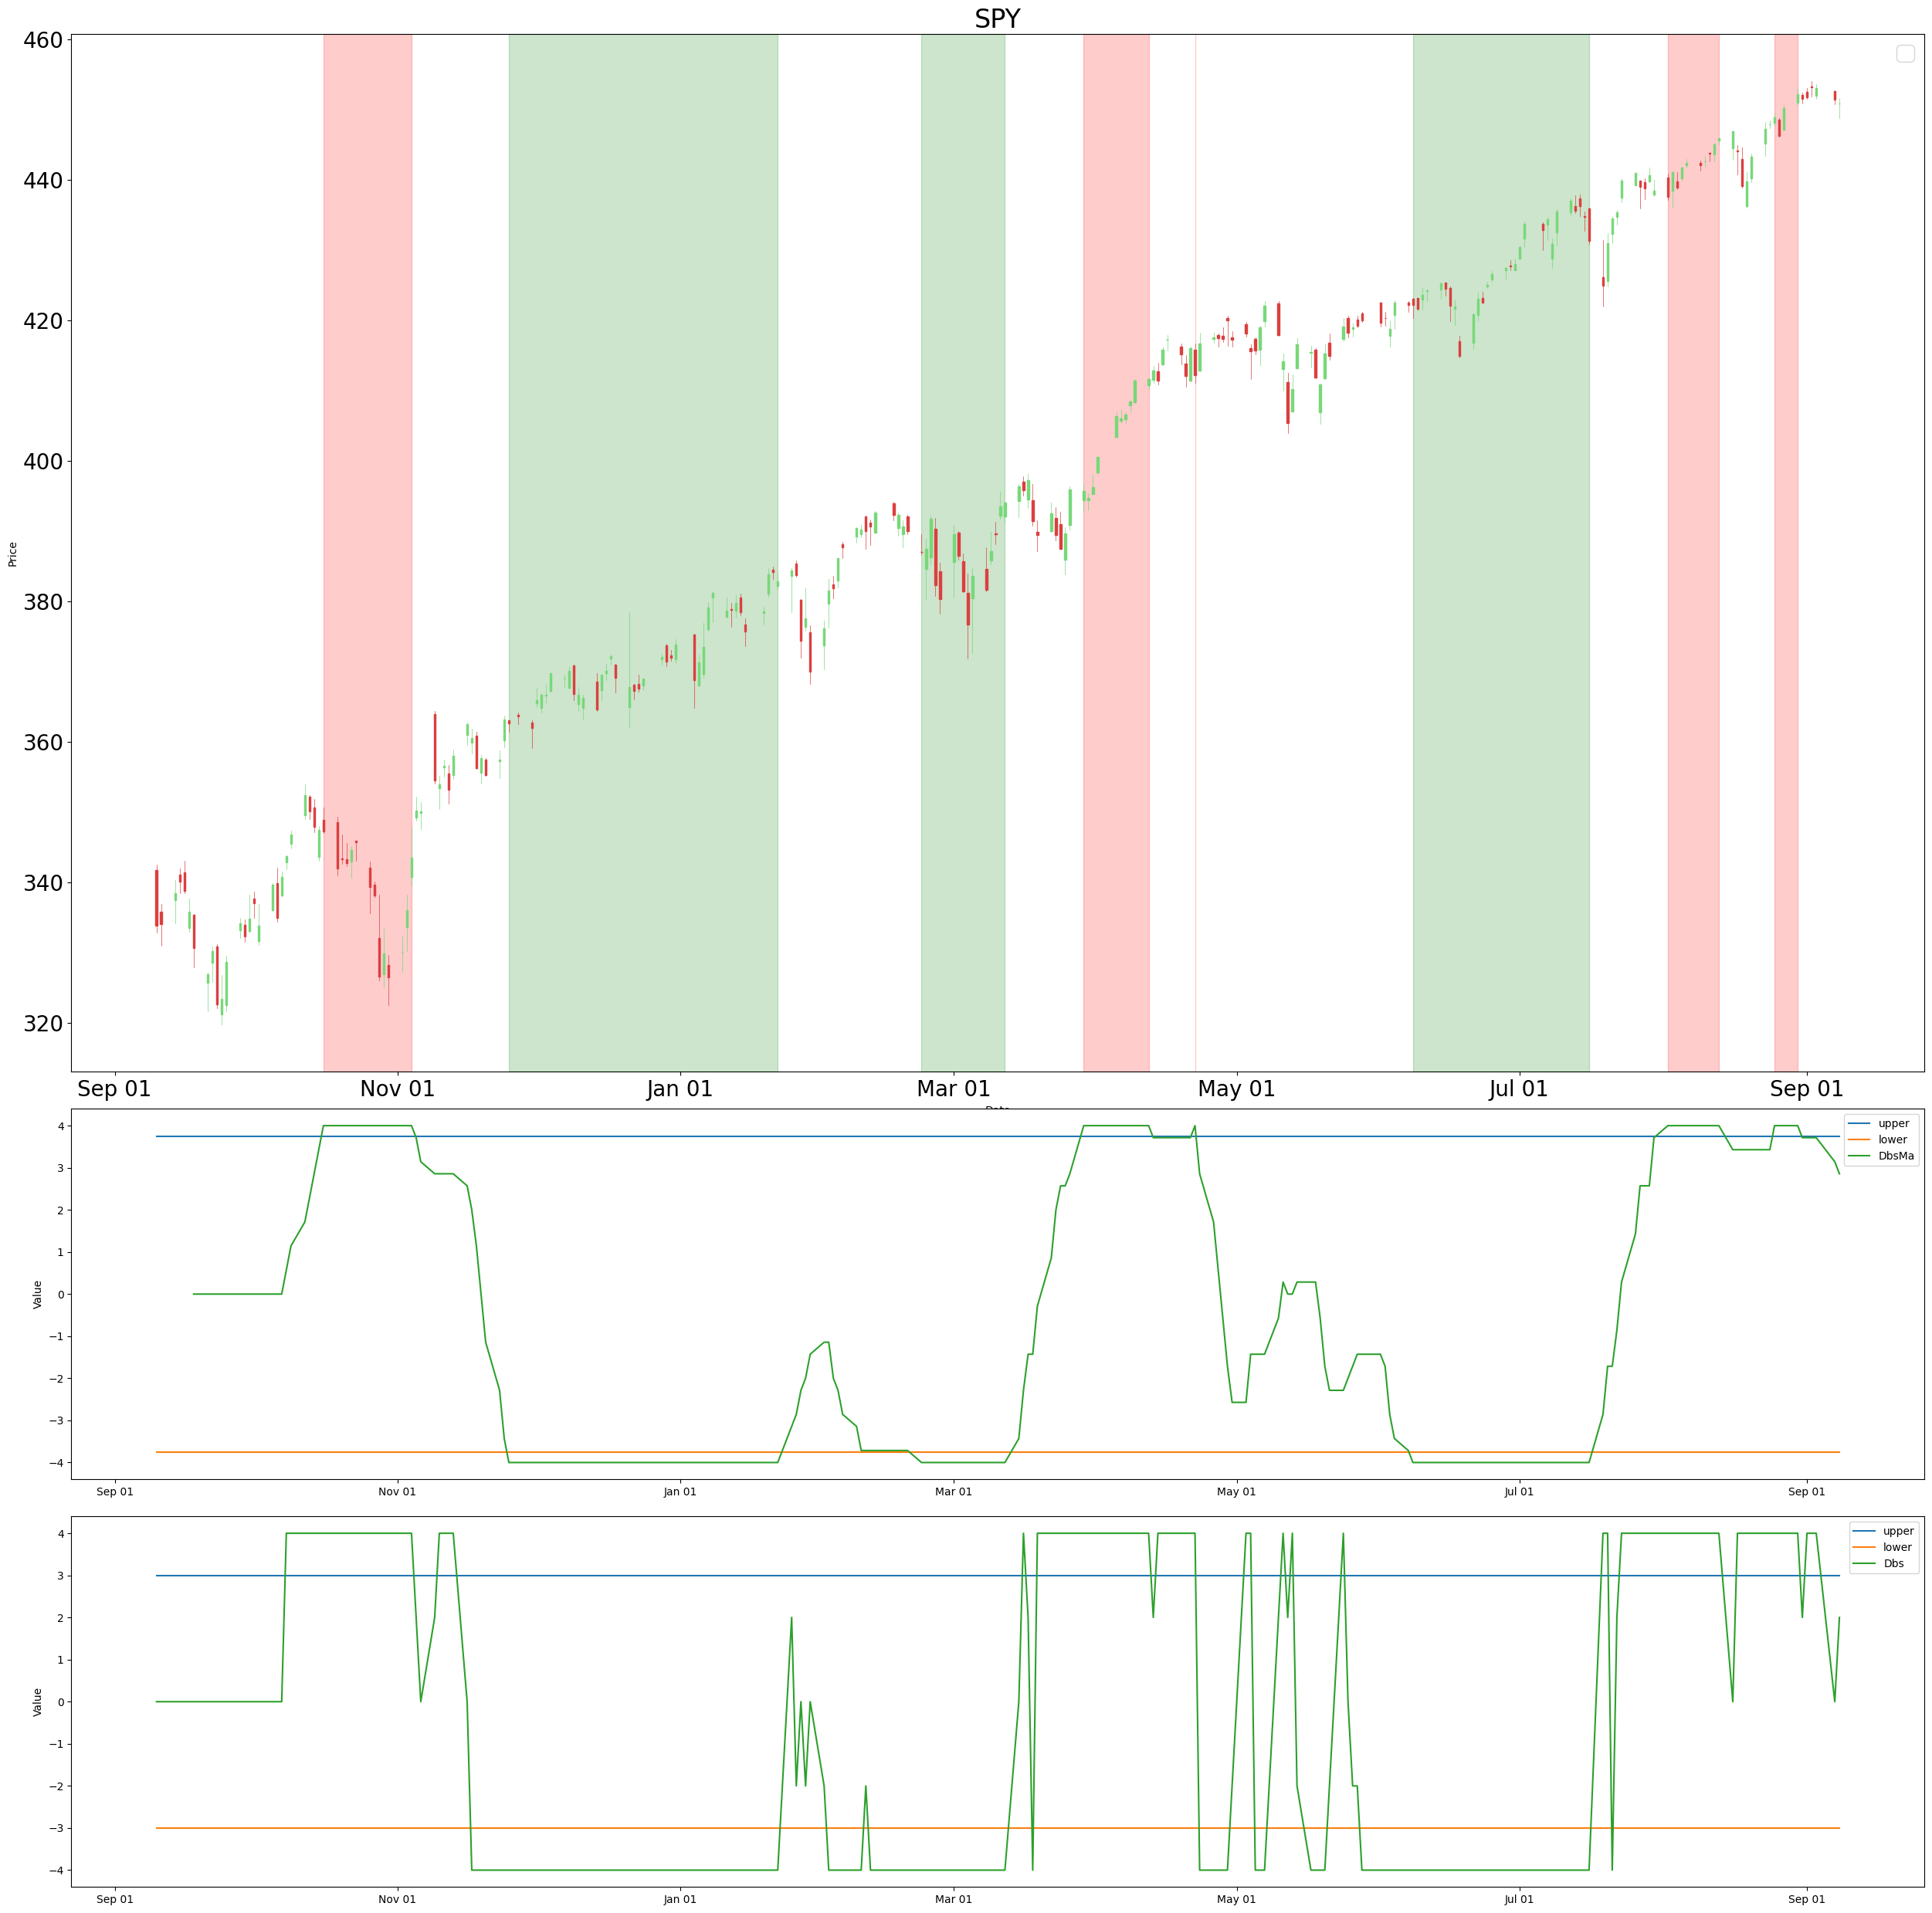 SPY
460
440
420
400
380
360
340
320
Price
Sep 01 Nov 01 Jan 01 Mar 01 May 01 Jul 01 Sep 01
Date
4
3
2
1
0
−1
−2
−3
−4
Value
upper
lower
DbsMa
Sep 01 Nov 01 Jan 01 Mar 01 May 01 Jul 01 Sep 01
4
3
2
1
0
−1
−2
−3
−4
Value
upper
lower
Dbs
Sep 01 Nov 01 Jan 01 Mar 01 May 01 Jul 01 Sep 01